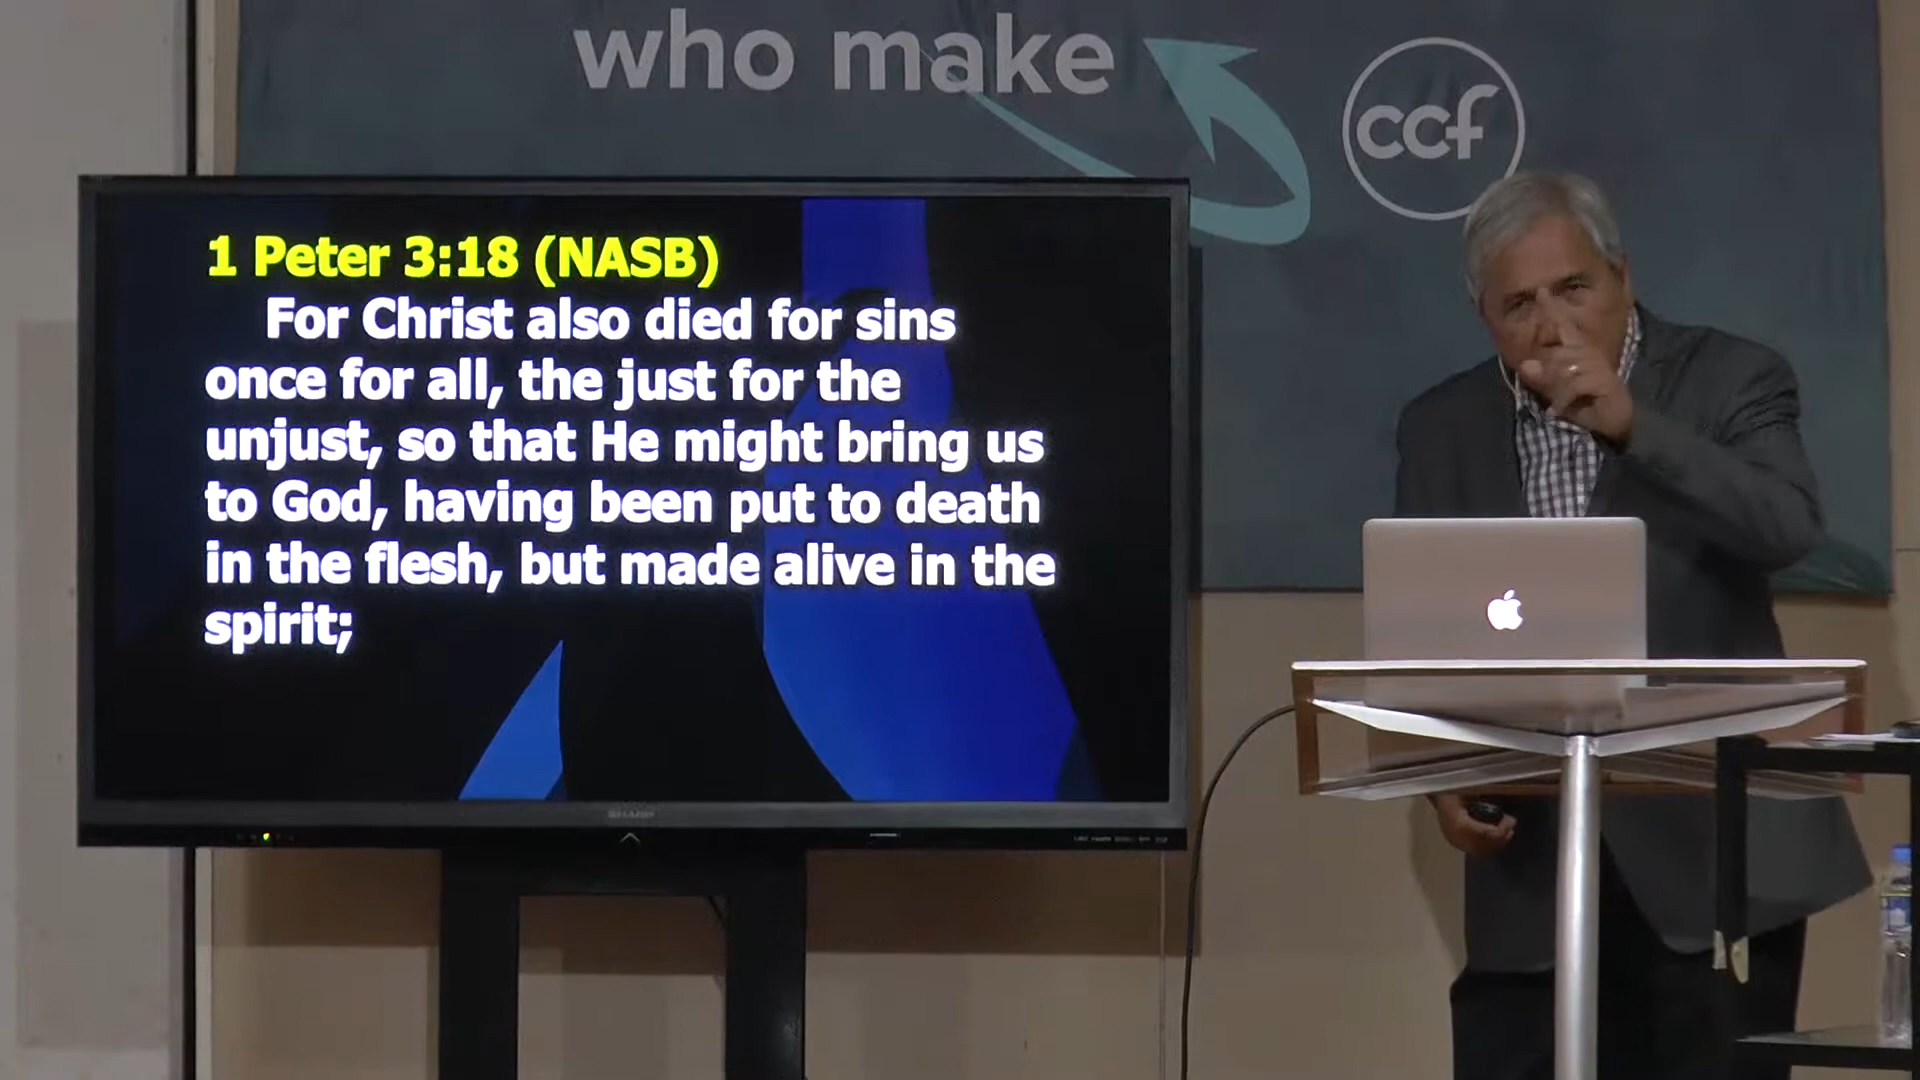 who make
ccf
1 Peter 3:18 (NASB)
For Christ also died for sins
once for all, the just for the
unjust, so that He might bring us
to God, having been put to death
in the flesh, but made alive in the
spirit;
SHARP